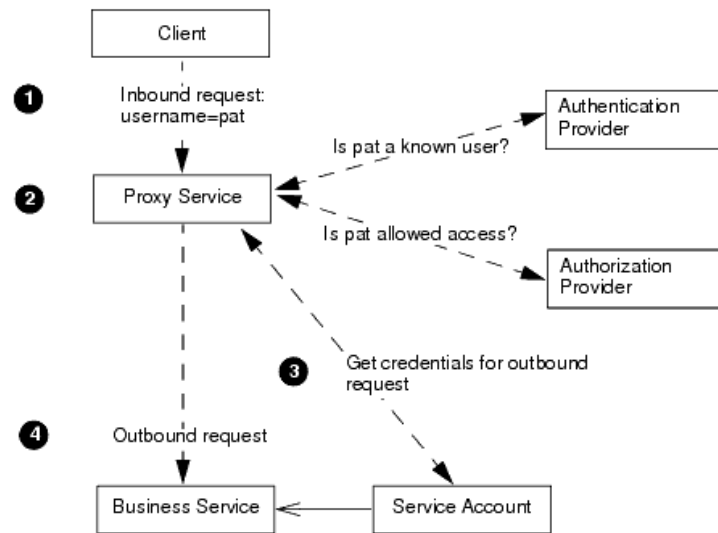 Client
1
Inbound request:
username=pat
Authentication
Provider
Is pat a known user?
2
Proxy Service
Is pat allowed access?
Authorization
Provider
3
Get credentials for outbound
request
4
Outbound request
Business Service
Service Account